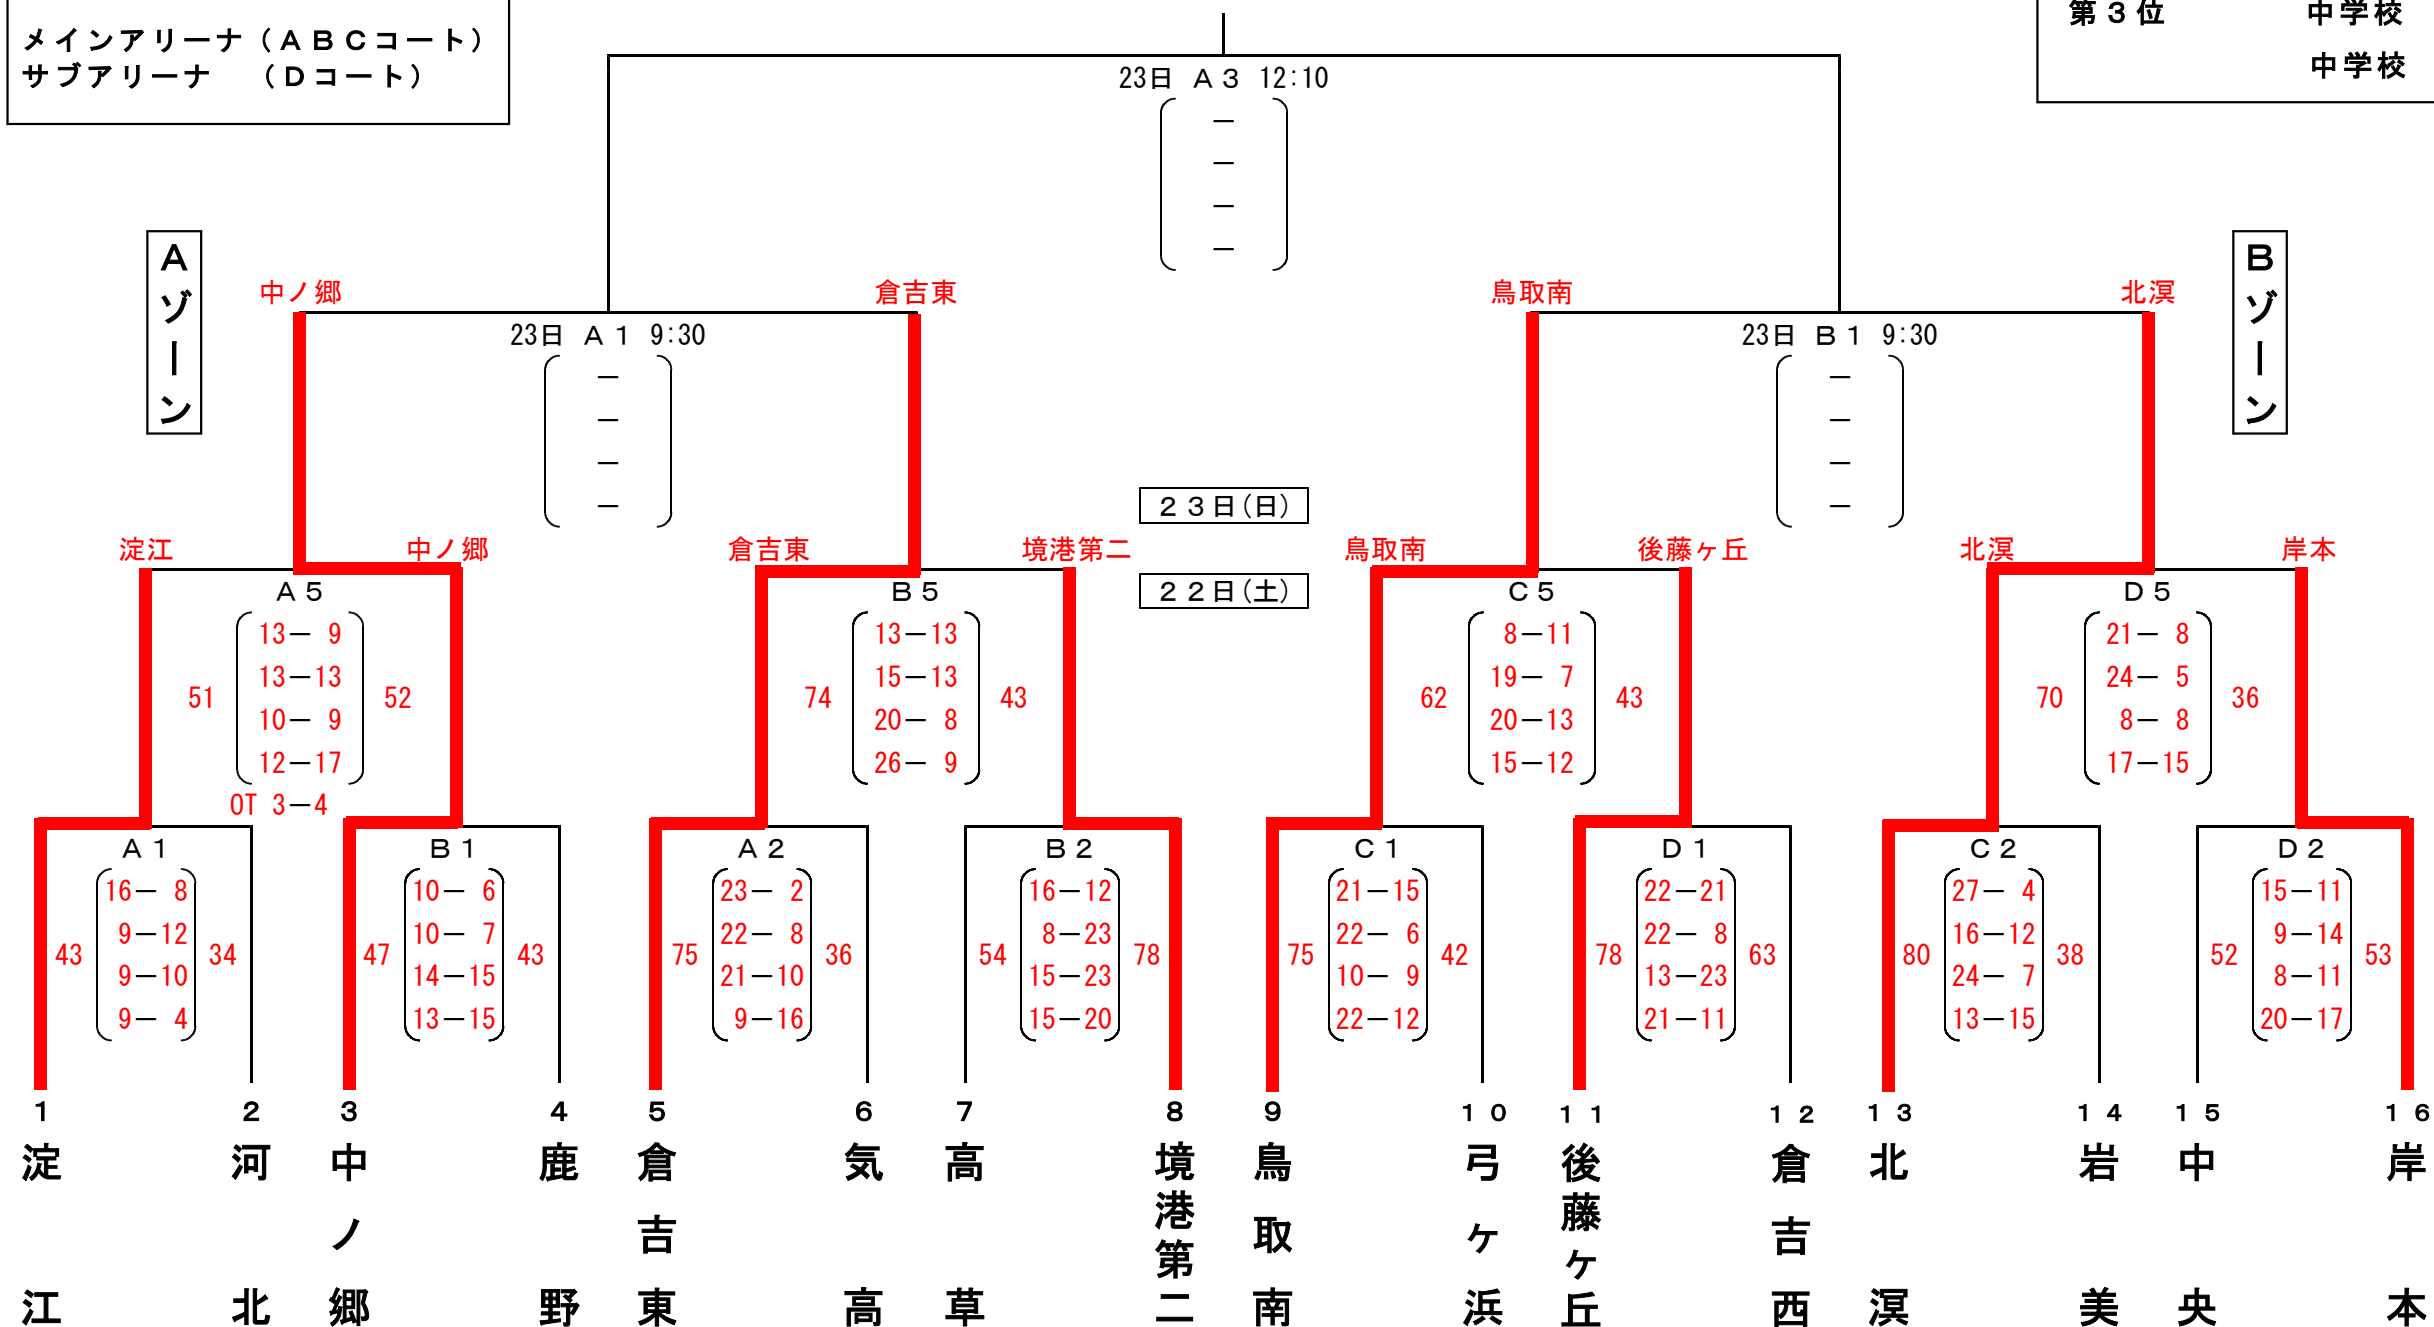 メインアリーナ（ＡＢＣコート）
サブアリーナ　（Ｄコート）
第３位　中学校
中学校
23日 Ａ３ 12:10
－
－
－
－
Ａゾーン
Ｂゾーン
中ノ郷
倉吉東
鳥取南
北溟
23日 Ａ１ 9:30
－
－
－
－
23日 Ｂ１ 9:30
－
－
－
－
２３日（日）
２２日（土）
淀江
中ノ郷
倉吉東
境港第二
鳥取南
後藤ヶ丘
北溟
岸本
Ａ５
51
13－ 9
13－13
10－ 9
12－17
52
OT 3－4
Ｂ５
74
13－13
15－13
20－ 8
26－ 9
43
Ｃ５
62
8－11
19－ 7
20－13
15－12
43
Ｄ５
70
21－ 8
24－ 5
8－ 8
17－15
36
Ａ１
43
16－ 8
9－12
9－10
9－ 4
34
Ｂ１
47
10－ 6
10－ 7
14－15
13－15
43
Ａ２
75
23－ 2
22－ 8
21－10
9－16
36
Ｂ２
54
16－12
8－23
15－23
15－20
78
Ｃ１
75
21－15
22－ 6
10－ 9
22－12
42
Ｄ１
78
22－21
22－ 8
13－23
21－11
63
Ｃ２
80
27－ 4
16－12
24－ 7
13－15
38
Ｄ２
52
15－11
9－14
8－11
20－17
53
１
淀江
２
河北
３
中ノ郷
４
鹿野
５
倉吉東
６
気高
７
高草
８
境港第二
９
鳥取南
１０
弓ヶ浜
１１
後藤ヶ丘
１２
倉吉西
１３
北溟
１４
岩美
１５
中央
１６
岸本